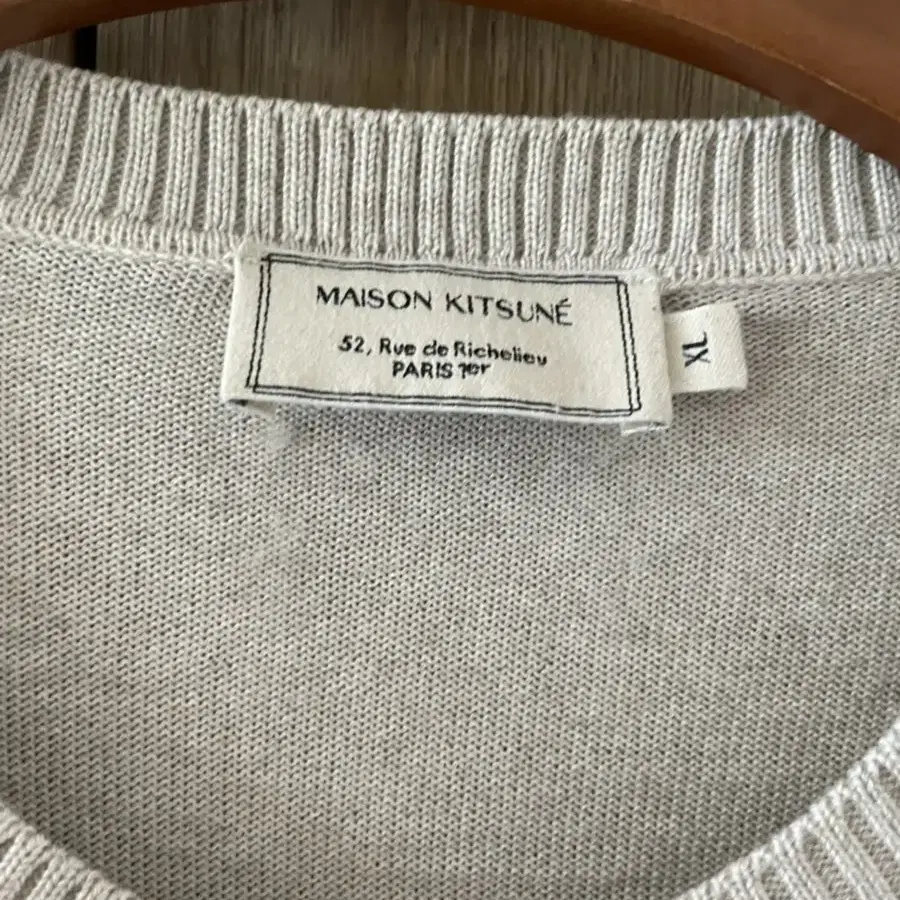 MAISON KITSUNÉ
52, Rue de Richelieu
PARIS 1er
XL